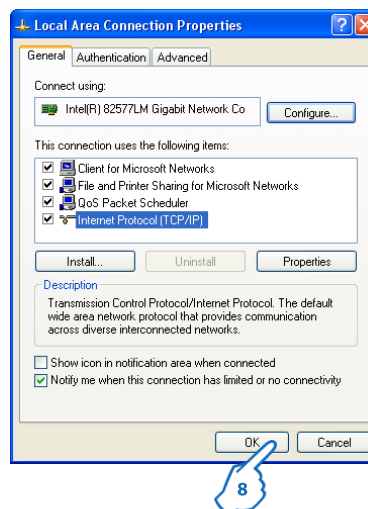 Local Area Connection Properties
General Authentication Advanced
Connect using:
Intel(R) 82577LM Gigabit Network Co Configure...
This connection uses the following items:
Client for Microsoft Networks
File and Printer Sharing for Microsoft Networks
QoS Packet Scheduler
Internet Protocol (TCP/IP)
Install... Uninstall Properties
Description
Transmission Control Protocol/Internet Protocol. The default
wide area network protocol that provides communication
across diverse interconnected networks.
Show icon in notification area when connected
Notify me when this connection has limited or no connectivity
OK Cancel
8